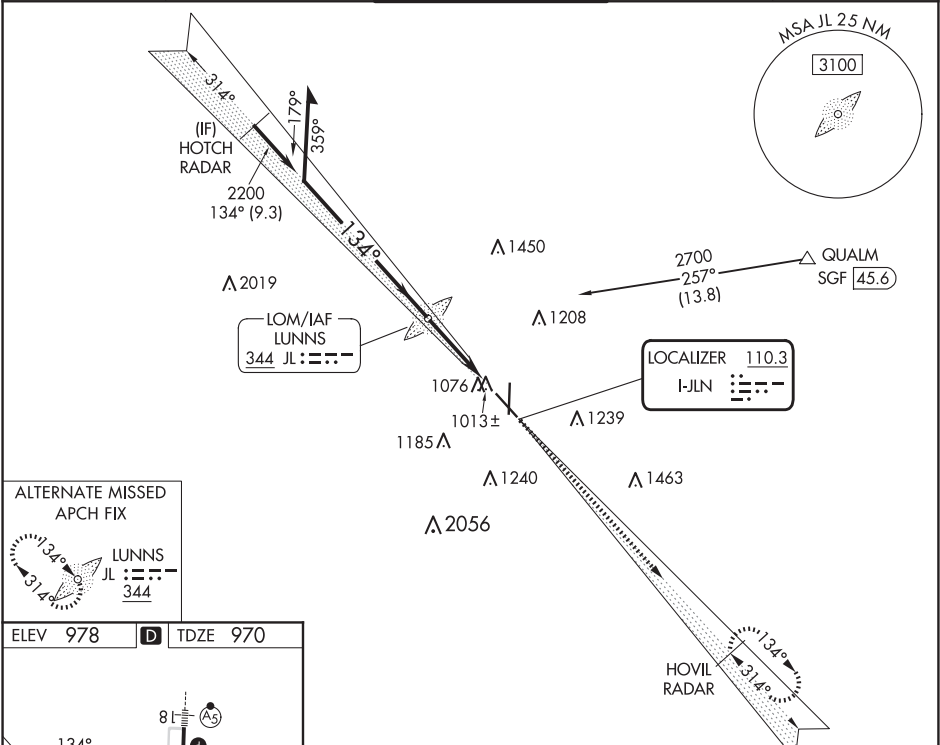 MSA JL 25 NM
3100
314°
179°
359°
(IF)
HOTCH
RADAR
2200
134° (9.3)
134°
1450
2019
2700
257°
(13.8)
QUALM
SGF 45.6
1208
LOM/IAF
LUNNS
344 JL
LOCALIZER 110.3
I-JLN
1076
1013±
1239
1185
1240
1463
2056
ALTERNATE MISSED
APCH FIX
134°
314°
LUNNS
JL
344
HOVIL
RADAR
134°
314°
ELEV 978 D TDZE 970
18
A5
134°